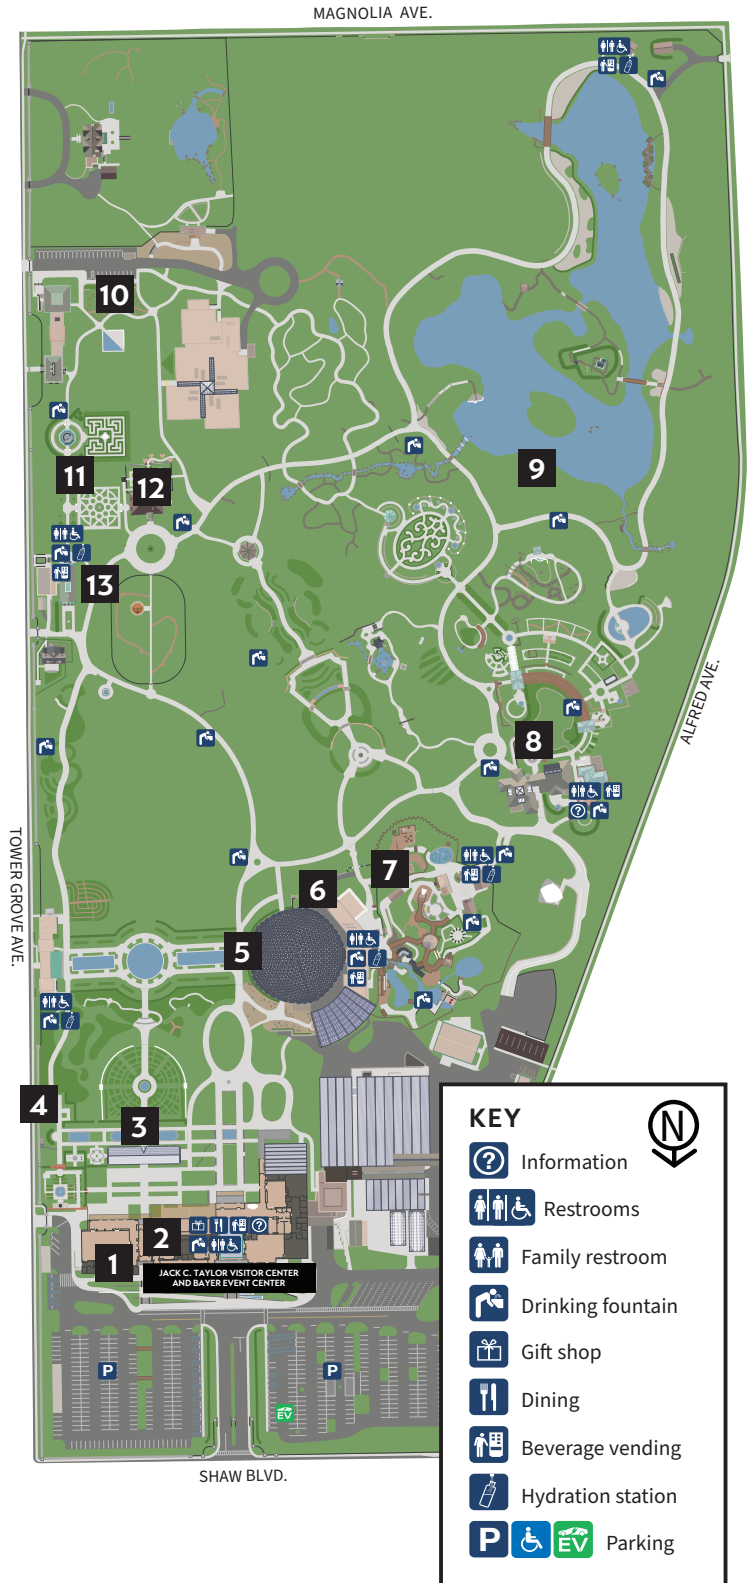 MAGNOLIA AVE.
10
11
12
9
13
ALFRED AVE.
8
TOWER GROVE AVE.
7
6
5
4
3
2
?
1
JACK C. TAYLOR VISITOR CENTER
AND BAYER EVENT CENTER
P
P
EV
SHAW BLVD.
KEY
N
? Information
Restrooms
Family restroom
Drinking fountain
Gift shop
Dining
Beverage vending
Hydration station
P EV Parking
?